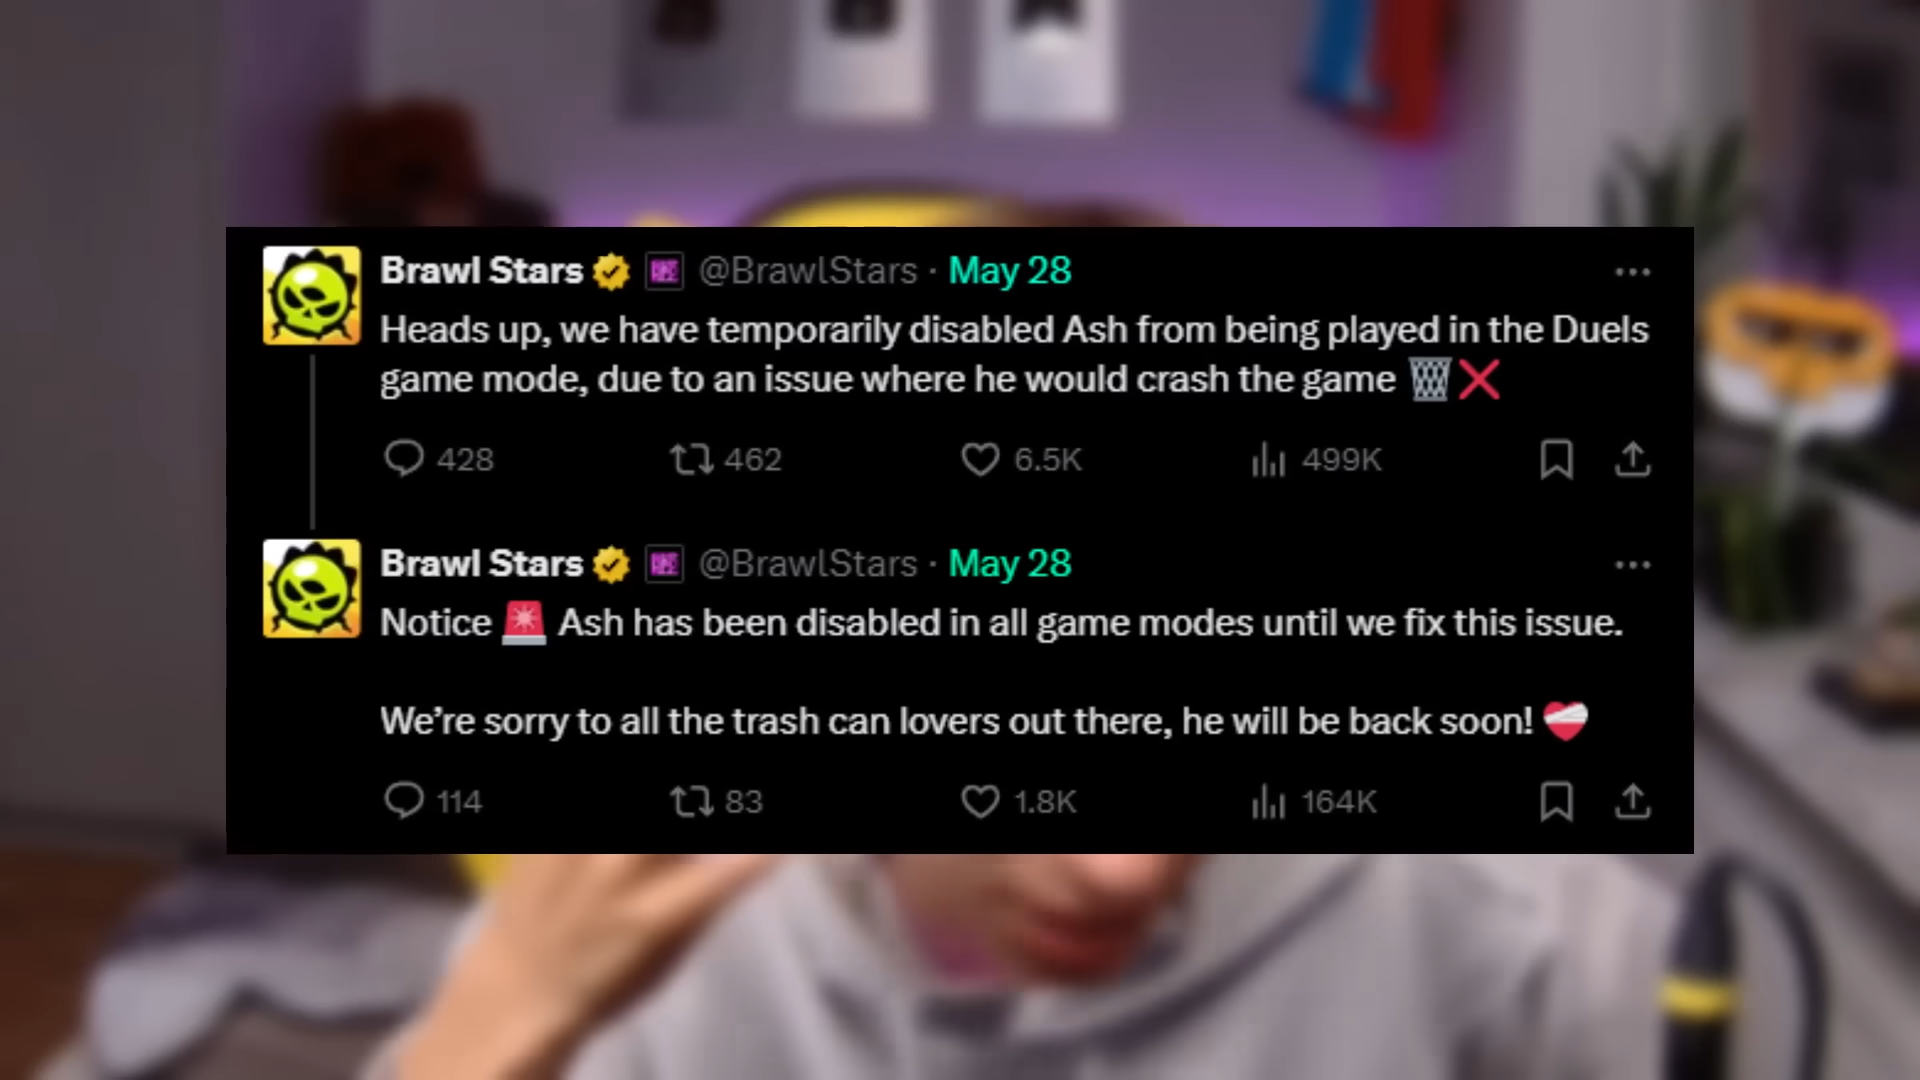 Brawl Stars @BrawlStars · May 28
Heads up, we have temporarily disabled Ash from being played in the Duels
game mode, due to an issue where he would crash the game 🗑️❌
428 462 6.5K 499K
Brawl Stars @BrawlStars · May 28
Notice 🚨 Ash has been disabled in all game modes until we fix this issue.
We're sorry to all the trash can lovers out there, he will be back soon! ❤️‍🩹
114 83 1.8K 164K